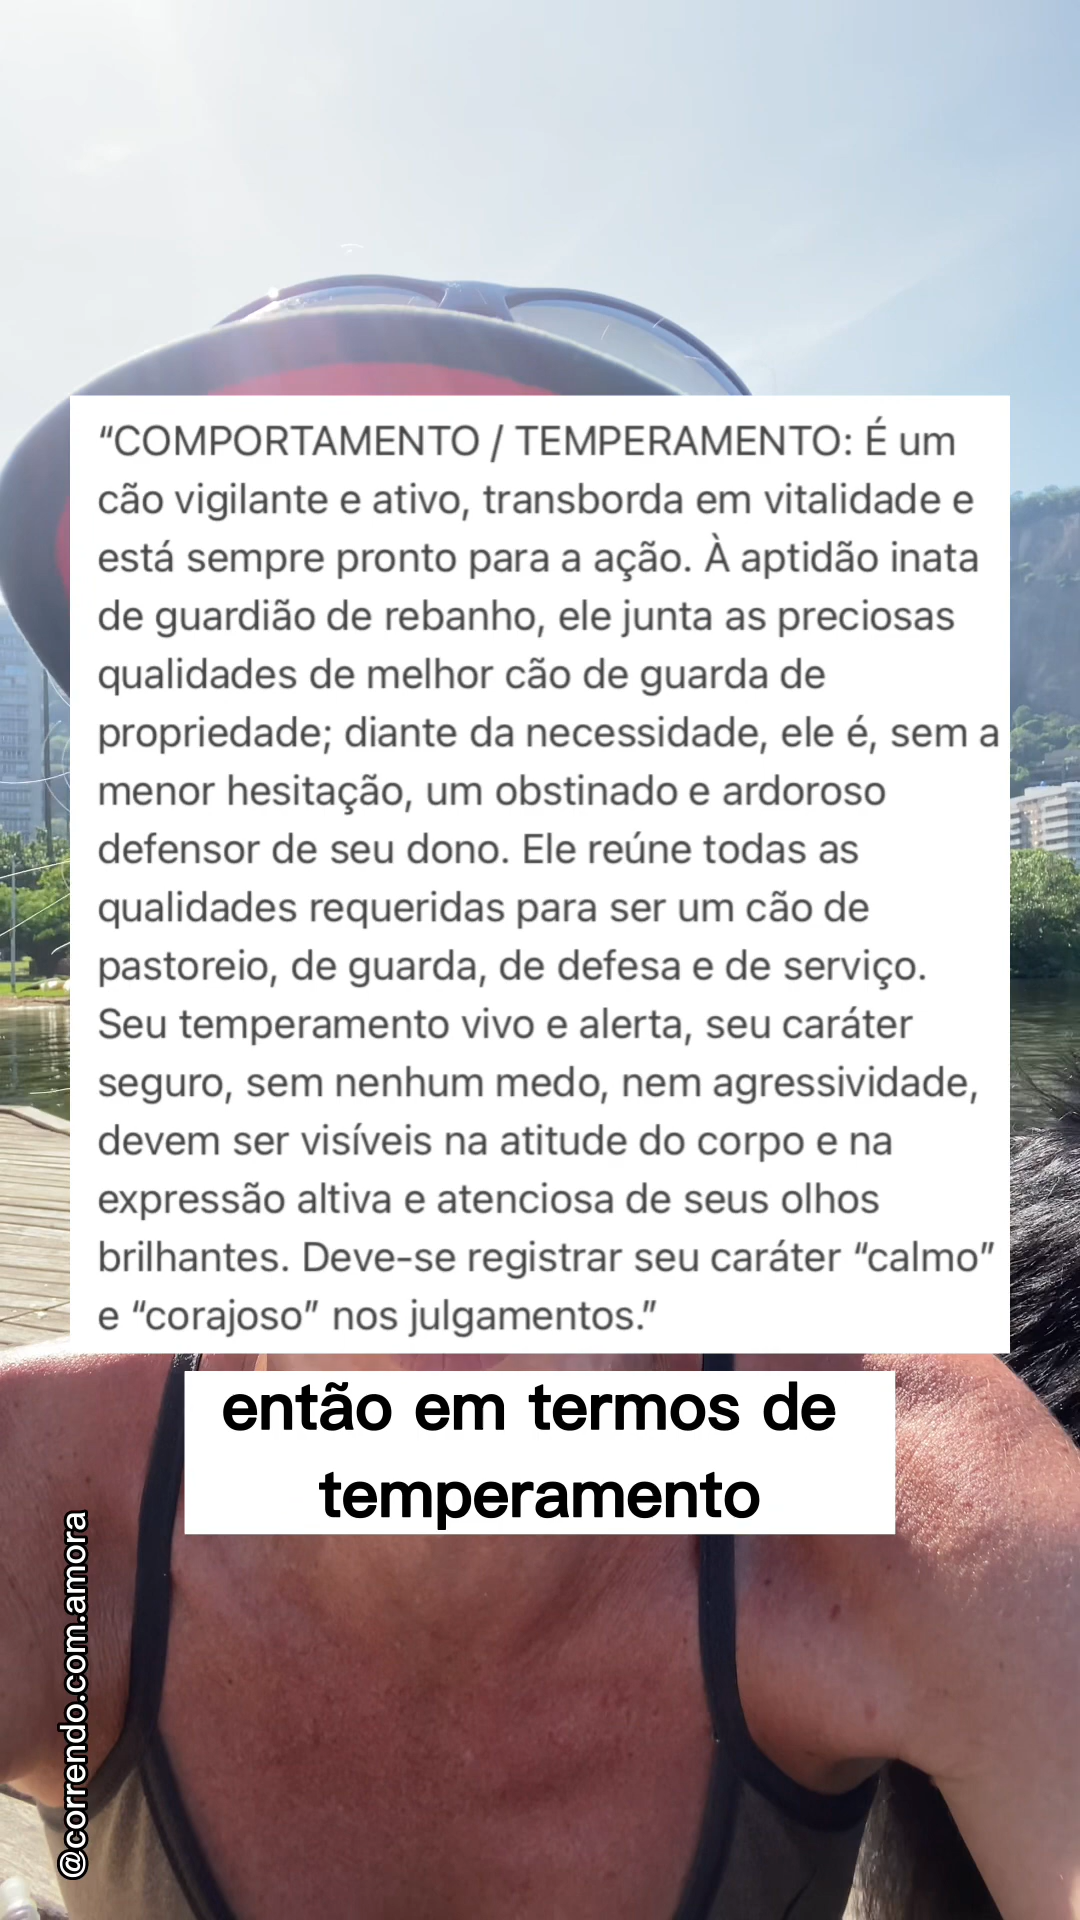 “COMPORTAMENTO / TEMPERAMENTO: É um
cão vigilante e ativo, transborda em vitalidade e
está sempre pronto para a ação. À aptidão inata
de guardião de rebanho, ele junta as preciosas
qualidades de melhor cão de guarda de
propriedade; diante da necessidade, ele é, sem a
menor hesitação, um obstinado e ardoroso
defensor de seu dono. Ele reúne todas as
qualidades requeridas para ser um cão de
pastoreio, de guarda, de defesa e de serviço.
Seu temperamento vivo e alerta, seu caráter
seguro, sem nenhum medo, nem agressividade,
devem ser visíveis na atitude do corpo e na
expressão altiva e atenciosa de seus olhos
brilhantes. Deve-se registrar seu caráter “calmo”
e “corajoso” nos julgamentos.”
então em termos de
temperamento
@correndo.com.amora